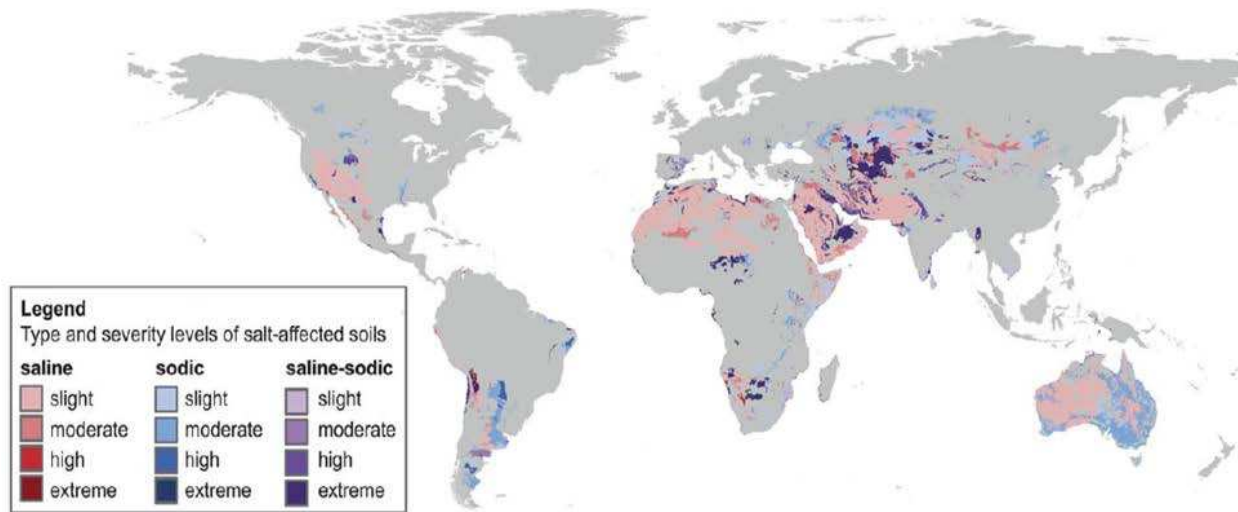 Legend
Type and severity levels of salt-affected soils
saline sodic saline-sodic
slight slight slight
moderate moderate moderate
high high high
extreme extreme extreme